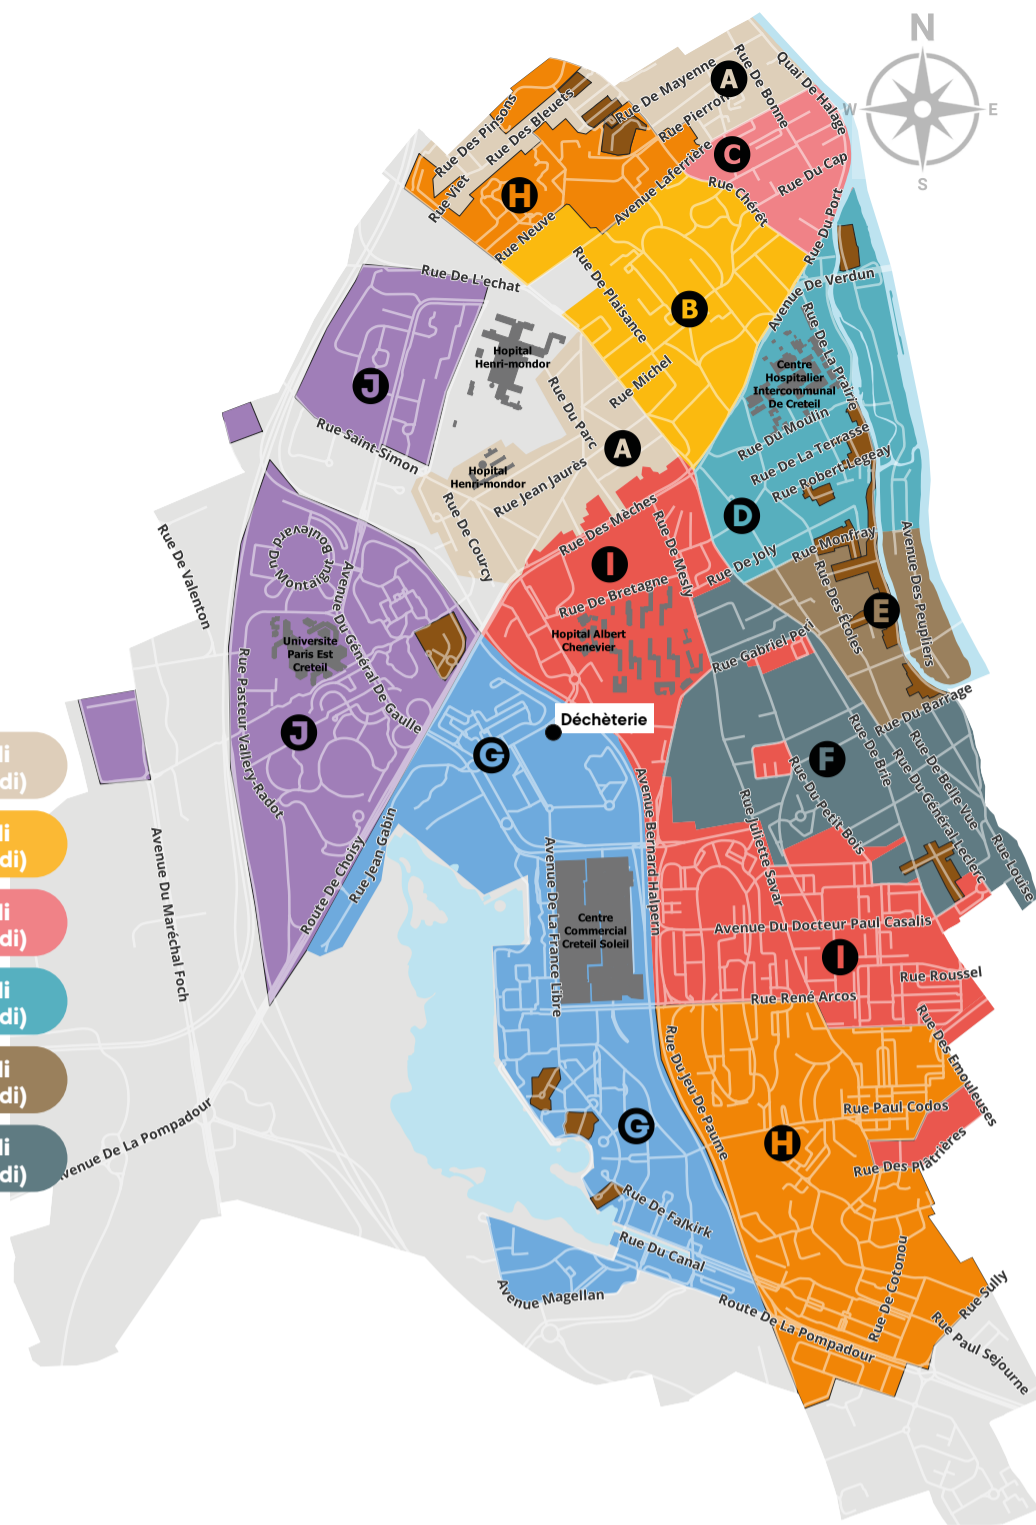 N
W
E
S
A
Rue De Mayenne
Rue De Bonne
Quai De Halage
Rue Pierron
Rue Des Pinsons
Rue Des Bleuets
Rue Viet
H
Rue Neuve
Avenue Laferrière
C
Rue Du Cap
Rue Chérêt
Rue Du Port
Rue De L'echat
Rue De Plaisance
B
Avenue De Verdun
Rue De La Prairie
Hopital
Henri-mondor
J
Rue Michel
Centre
Hospitalier
Intercommunal
De Creteil
Rue Du Parc
Rue Saint-Simon
A
Rue Du Moulin
Rue De La Terrasse
Rue Robert Legeay
Hopital
Henri-mondor
Rue Jean Jaurès
Rue De Courcy
Rue Des Mèches
Rue De Mesly
D
Rue De Valenton
Boulevard
Du Montaigut
Avenue Du Général De Gaulle
I
Rue De Joly
Rue Monfray
Avenue Des Peupliers
Rue Des Écoles
E
Rue De Bretagne
Hopital Albert
Chenevier
Rue Gabriel Peri
Universite
Paris Est
Creteil
Rue Pasteur Vallery-Radot
J
Déchèterie
G
Rue Du Barrage
Rue De Brie
F
Rue De Belle Vue
Rue Du Général Leclerc
Rue Du Petit Bois
Rue Juliette Savar
Rue Louise
Avenue Bernard Halpern
Avenue Du Maréchal Foch
Route De Choisy
Rue Jean Gabin
Avenue De La France Libre
Centre
Commercial
Creteil Soleil
Avenue Du Docteur Paul Casalis
I
Rue Roussel
Rue René Arcos
Rue Des Emouleuses
Rue Du Jeu De Paume
Rue Paul Codos
G
H
Rue Des Plâtrières
Avenue De La Pompadour
Rue De Falkirk
Rue Du Canal
Avenue Magellan
Route De La Pompadour
Rue De Cotonou
Rue Sully
Rue Paul Sejourne
di)
di)
di)
di)
di)
di)